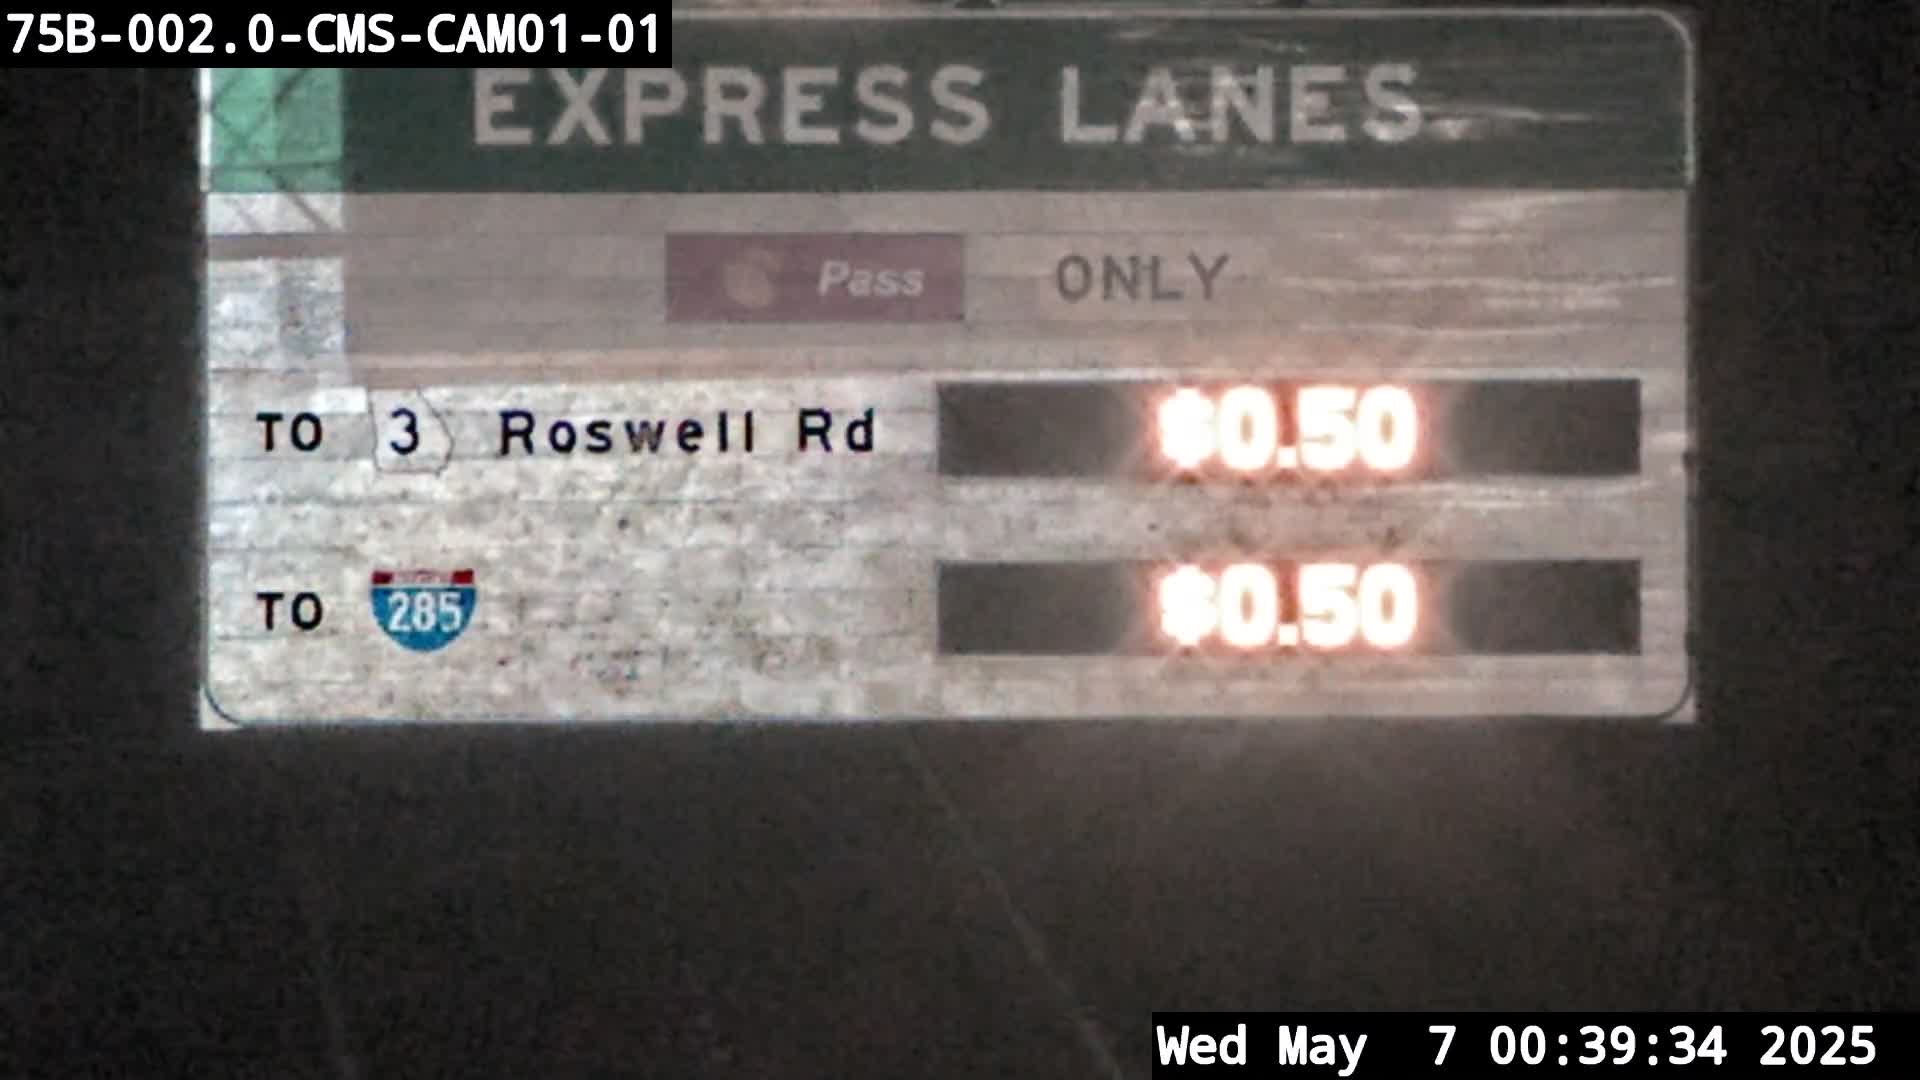 75B-002.0-CMS-CAM01-01
EXPRESS LANES
Pass ONLY
TO 3 Roswell Rd $0.50
TO 285 $0.50
Wed May 7 00:39:34 2025